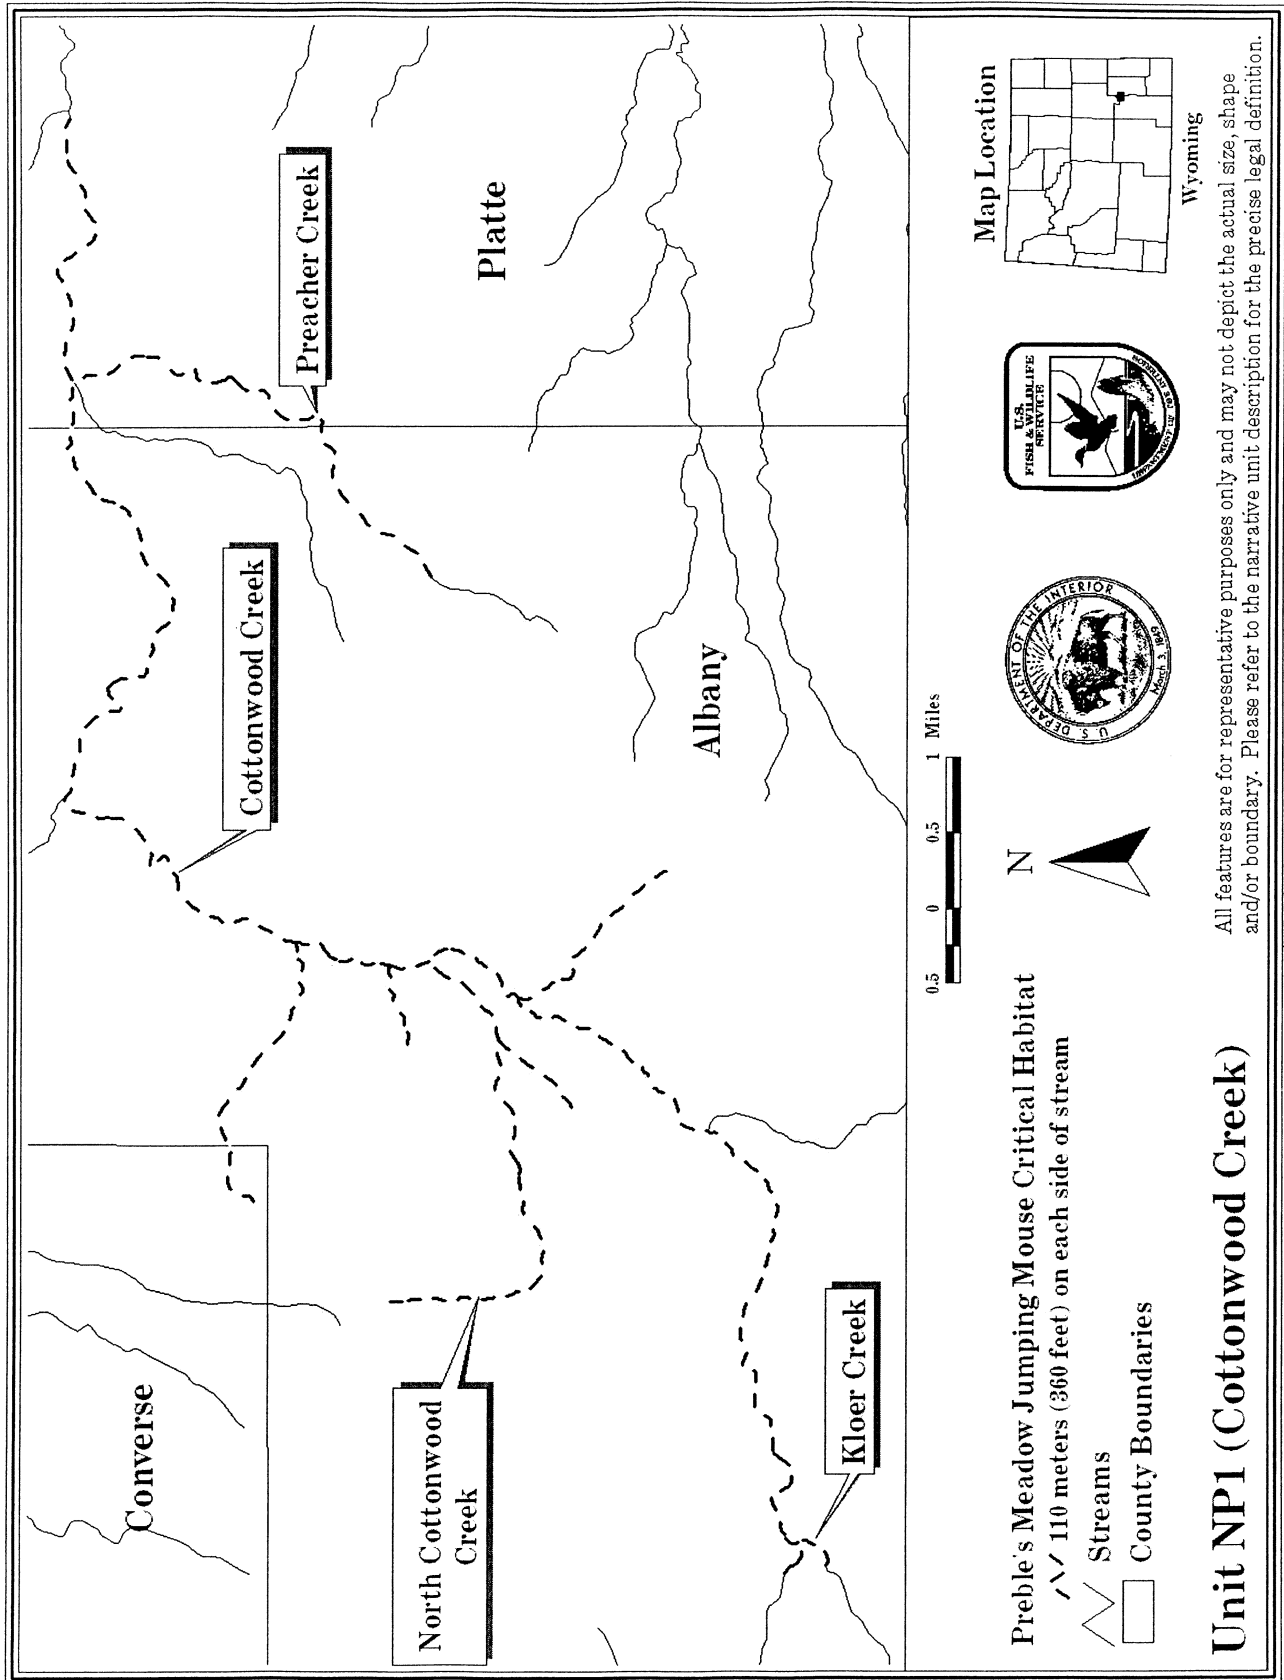 Converse
Cottonwood Creek
Preacher Creek
Platte
North Cottonwood
Creek
Albany
Kloer Creek
0.5 0 0.5 1 Miles
Preble's Meadow Jumping Mouse Critical Habitat
110 meters (360 feet) on each side of stream
Streams
County Boundaries
Unit NP1 (Cottonwood Creek)
N
U. S. DEPARTMENT OF THE INTERIOR
March 3, 1849
U.S.
FISH & WILDLIFE
SERVICE
DEPARTMENT OF THE INTERIOR
Map Location
Wyoming
All features are for representative purposes only and may not depict the actual size, shape
and/or boundary. Please refer to the narrative unit description for the precise legal definition.